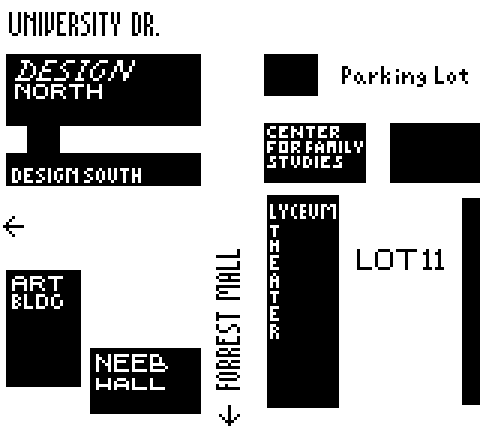 UNIVERSITY DR.
DESIGN
NORTH
Parking Lot
CENTER
FOR FAMILY
STUDIES
DESIGN SOUTH
LYCEUM
THEATER
LOT 11
FORREST MALL
ART
BLDG
NEEB
HALL